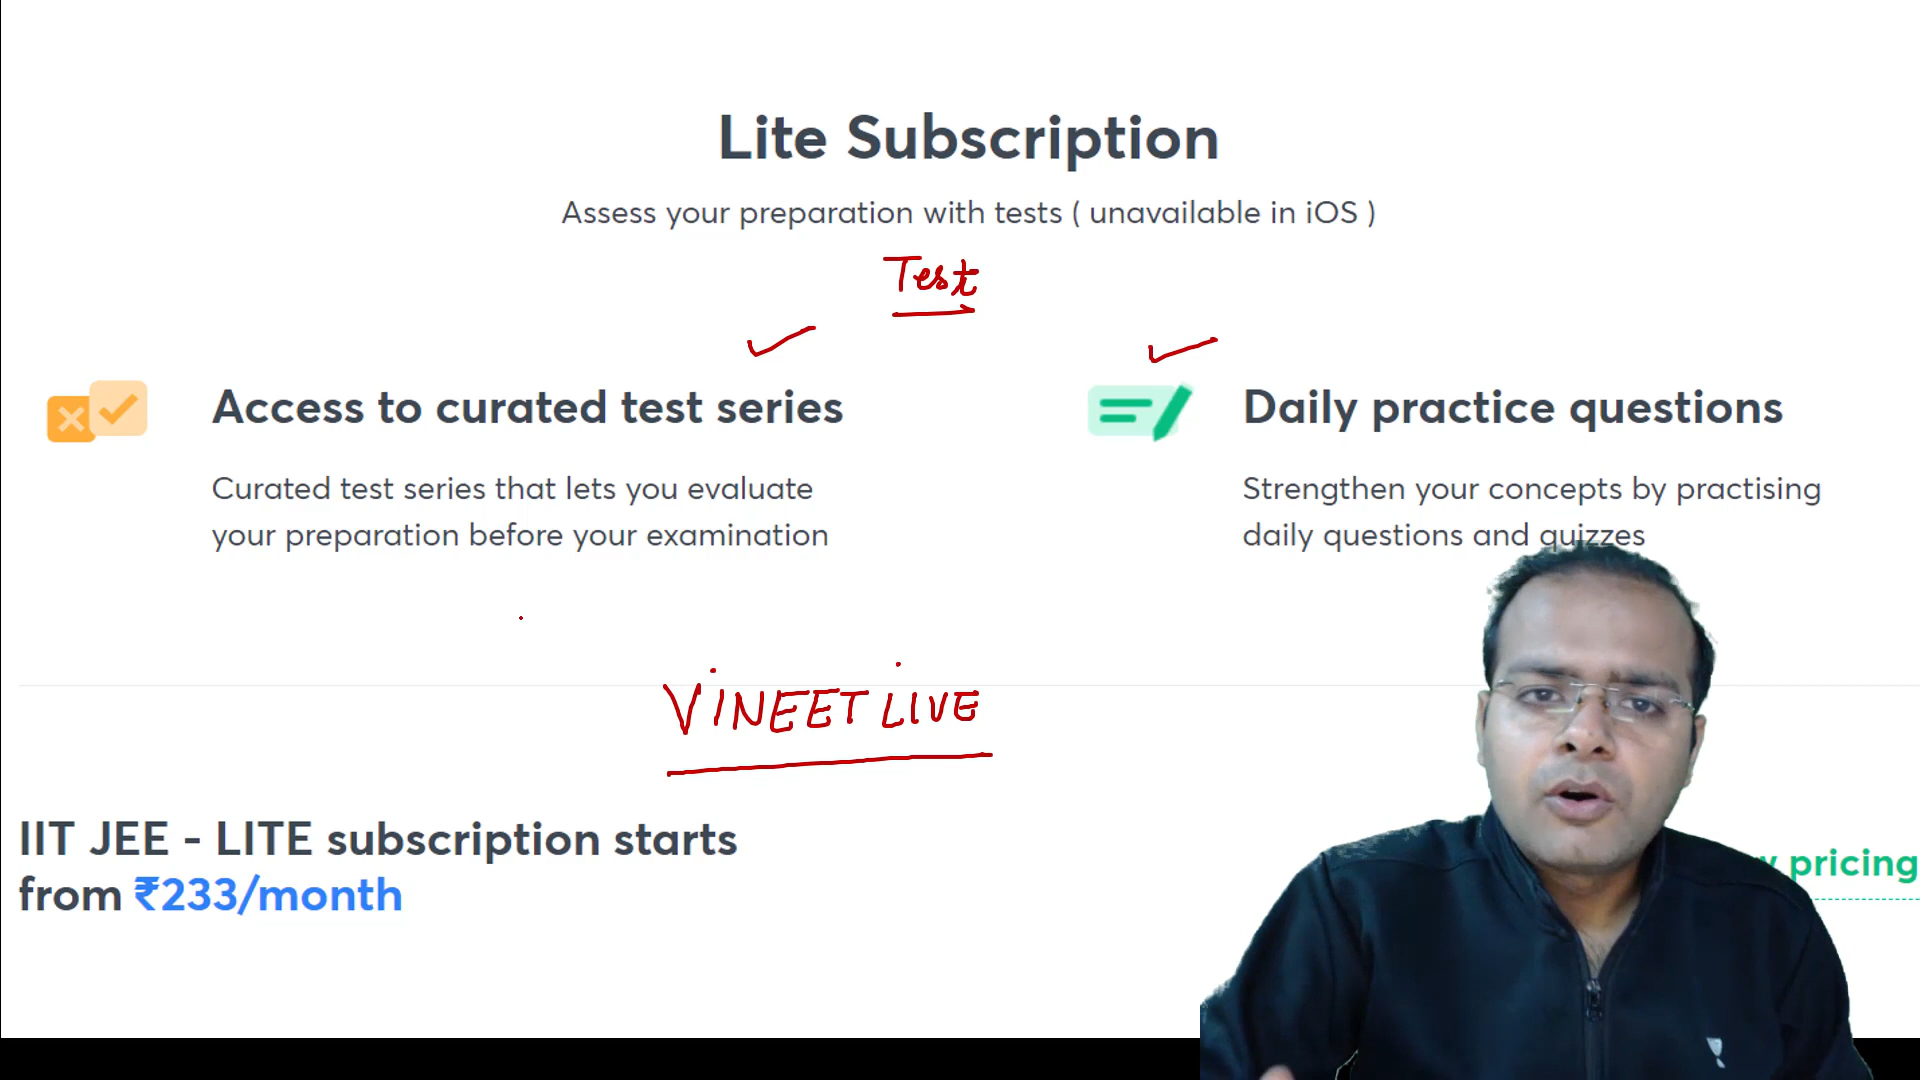 Lite Subscription
Assess your preparation with tests ( unavailable in iOS )
Test
Access to curated test series
Curated test series that lets you evaluate
your preparation before your examination
Daily practice questions
Strengthen your concepts by practising
daily questions and quizzes
VINEET LIVE
IIT JEE - LITE subscription starts
from ₹233/month
pricing